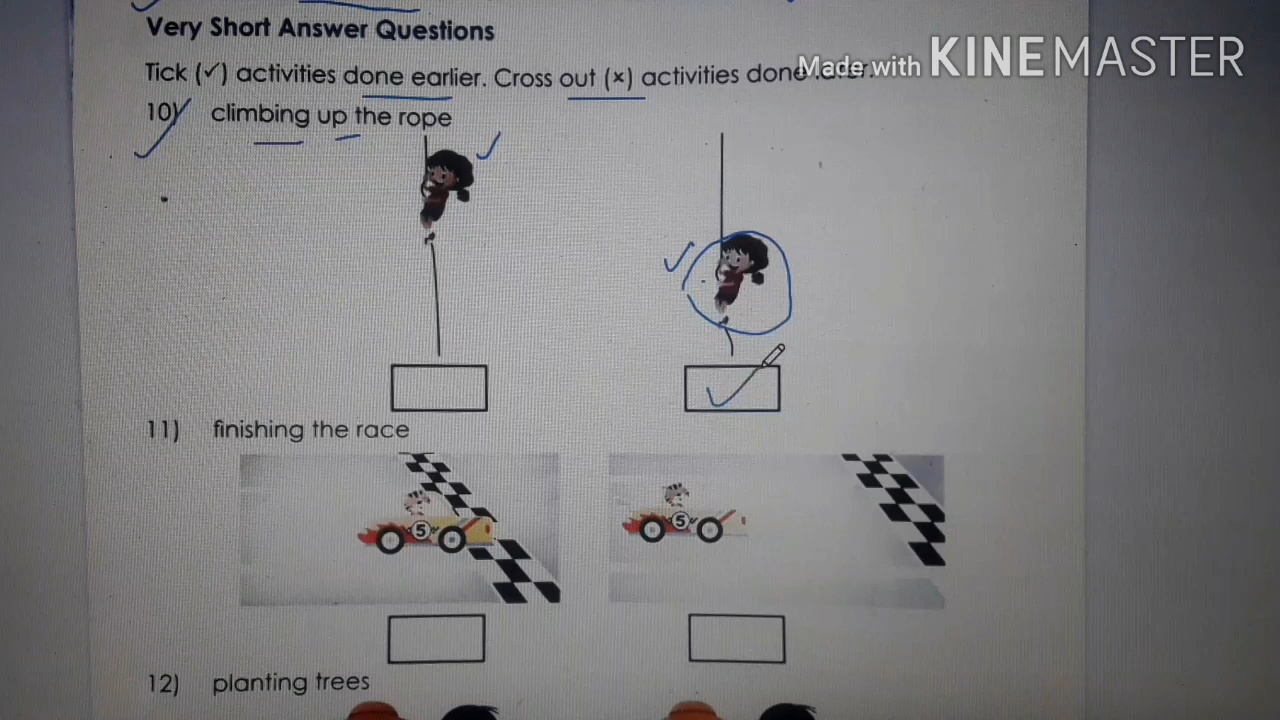 Very Short Answer Questions
Tick (✓) activities done earlier. Cross out (×) activities done
Made with KINEMASTER
10) climbing up the rope
11) finishing the race
5
5
12) planting trees